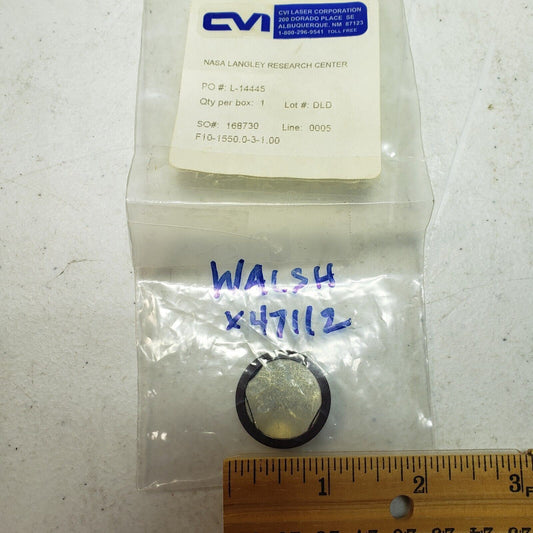 CVI
CVI LASER CORPORATION
200 DORADO PLACE SE
ALBUQUERQUE, NM 87123
1-800-296-9541 TOLL FREE
NASA LANGLEY RESEARCH CENTER
PO #: L-14445
Qty per box: 1 Lot #: DLD
SO#: 168730 Line: 0005
F10-1550.0-3-1.00
WALSH
x47112
1 2 3